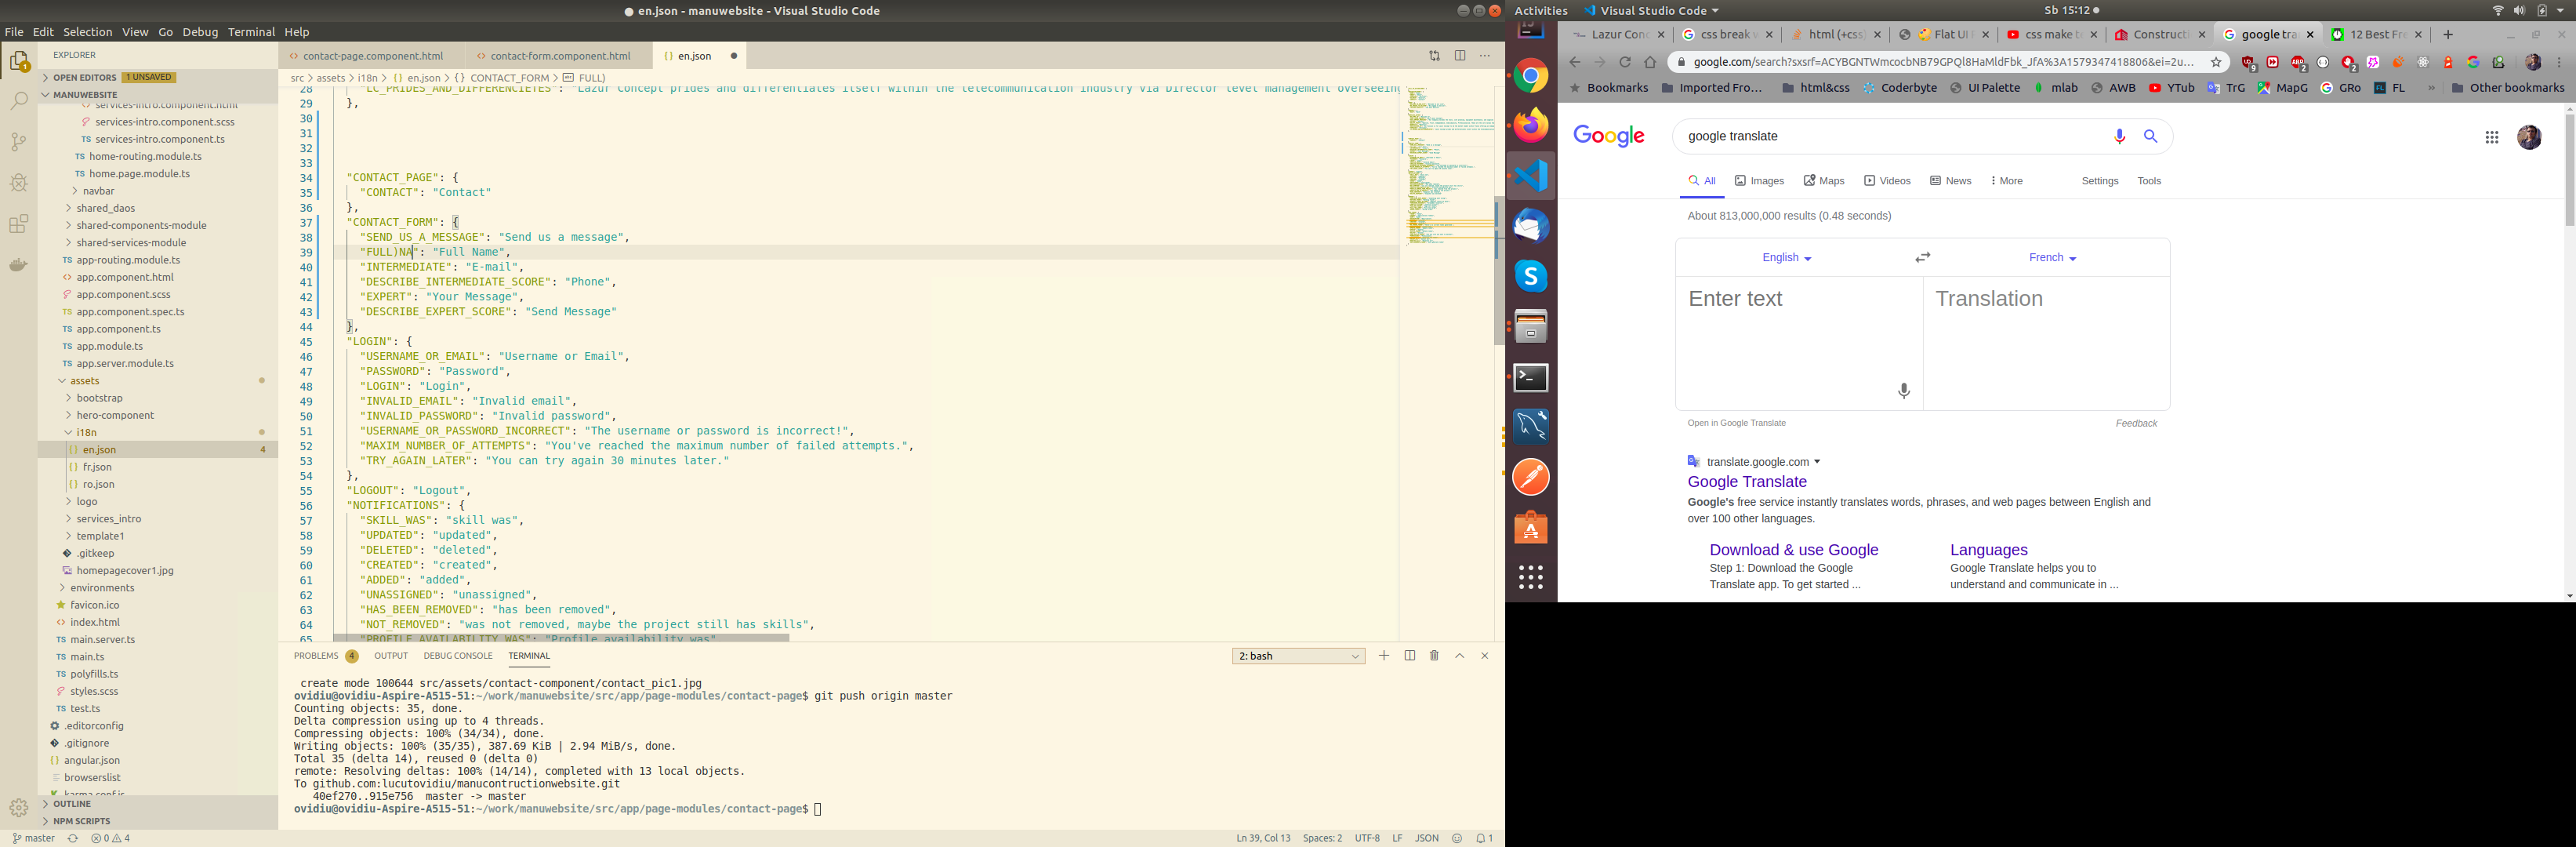 ● en.json - manuwebsite - Visual Studio Code
File Edit Selection View Go Debug Terminal Help
EXPLORER
OPEN EDITORS 1 UNSAVED
MANUWEBSITE
services-intro.component.html
services-intro.component.scss
services-intro.component.ts
home-routing.module.ts
home.page.module.ts
navbar
shared_daos
shared-components-module
shared-services-module
app-routing.module.ts
app.component.html
app.component.scss
app.component.spec.ts
app.component.ts
app.module.ts
app.server.module.ts
assets
bootstrap
hero-component
i18n
en.json 4
fr.json
ro.json
logo
services_intro
template1
.gitkeep
homepagecover1.jpg
environments
favicon.ico
index.html
main.server.ts
main.ts
polyfills.ts
styles.scss
test.ts
.editorconfig
.gitignore
angular.json
browserslist
karma.conf.js
OUTLINE
NPM SCRIPTS
contact-page.component.html contact-form.component.html en.json
src > assets > i18n > en.json > {} CONTACT_FORM > FULL)
28 "LC_PRIDES_AND_DIFFERENCIETES": "Lazur Concept prides and differentiates itself within the telecommunication industry via Director level management overseeing
29 },
30
31
32
33
34 "CONTACT_PAGE": {
35 "CONTACT": "Contact"
36 },
37 "CONTACT_FORM": {
38 "SEND_US_A_MESSAGE": "Send us a message",
39 "FULL)NA": "Full Name",
40 "INTERMEDIATE": "E-mail",
41 "DESCRIBE_INTERMEDIATE_SCORE": "Phone",
42 "EXPERT": "Your Message",
43 "DESCRIBE_EXPERT_SCORE": "Send Message"
44 },
45 "LOGIN": {
46 "USERNAME_OR_EMAIL": "Username or Email",
47 "PASSWORD": "Password",
48 "LOGIN": "Login",
49 "INVALID_EMAIL": "Invalid email",
50 "INVALID_PASSWORD": "Invalid password",
51 "USERNAME_OR_PASSWORD_INCORRECT": "The username or password is incorrect!",
52 "MAXIM_NUMBER_OF_ATTEMPTS": "You've reached the maximum number of failed attempts.",
53 "TRY_AGAIN_LATER": "You can try again 30 minutes later."
54 },
55 "LOGOUT": "Logout",
56 "NOTIFICATIONS": {
57 "SKILL_WAS": "skill was",
58 "UPDATED": "updated",
59 "DELETED": "deleted",
60 "CREATED": "created",
61 "ADDED": "added",
62 "UNASSIGNED": "unassigned",
63 "HAS_BEEN_REMOVED": "has been removed",
64 "NOT_REMOVED": "was not removed, maybe the project still has skills",
65 "PROFILE_AVAILABILITY_WAS": "Profile availability was"
PROBLEMS 4 OUTPUT DEBUG CONSOLE TERMINAL 2: bash
create mode 100644 src/assets/contact-component/contact_pic1.jpg
ovidiu@ovidiu-Aspire-A515-51:~/work/manuwebsite/src/app/page-modules/contact-page$ git push origin master
Counting objects: 35, done.
Delta compression using up to 4 threads.
Compressing objects: 100% (34/34), done.
Writing objects: 100% (35/35), 387.69 KiB | 2.94 MiB/s, done.
Total 35 (delta 14), reused 0 (delta 0)
remote: Resolving deltas: 100% (14/14), completed with 13 local objects.
To github.com:lucutovidiu/manucontructionwebsite.git
40ef270..915e756 master -> master
ovidiu@ovidiu-Aspire-A515-51:~/work/manuwebsite/src/app/page-modules/contact-page$
master 0 4 Ln 39, Col 13 Spaces: 2 UTF-8 LF JSON 1
Activities Visual Studio Code Sb 15:12
Lazur Conc css break w html (+css) Flat UI css make te Constructi google tra 12 Best Fre
google.com/search?sxsrf=ACYBGNTWmcocbNB79GPQl8HaMldFbk_JfA%3A1579347418806&ei=2u...
Bookmarks Imported Fro... html&css Coderbyte UI Palette mlab AWB YTub TrG MapG GRo FL » Other bookmarks
Google google translate
All Images Maps Videos News More Settings Tools
About 813,000,000 results (0.48 seconds)
English French
Enter text Translation
Open in Google Translate Feedback
translate.google.com
Google Translate
Google's free service instantly translates words, phrases, and web pages between English and
over 100 other languages.
Download & use Google Languages
Step 1: Download the Google Google Translate helps you to
Translate app. To get started ... understand and communicate in ...